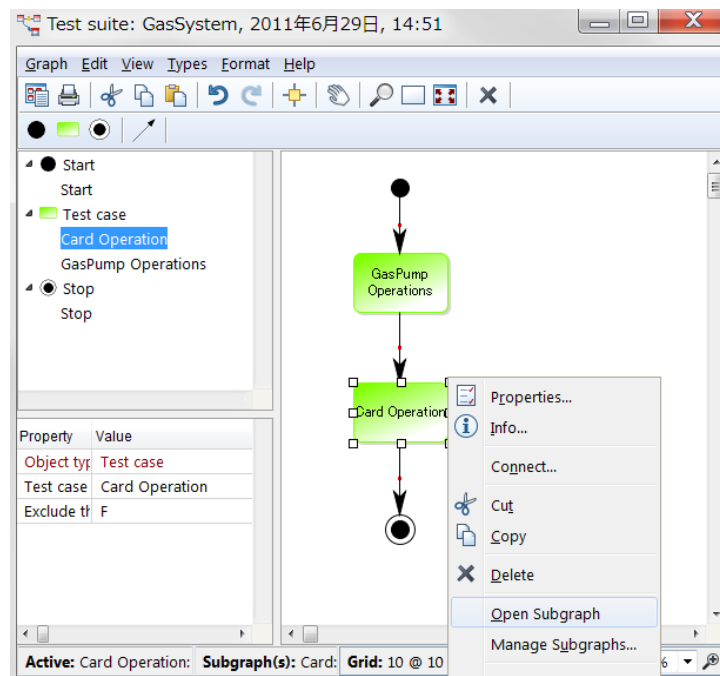 Test suite: GasSystem, 2011年6月29日, 14:51
Graph Edit View Types Format Help
Start
Start
Test case
Card Operation
GasPump Operations
Stop
Stop
Property Value
Object typ Test case
Test case Card Operation
Exclude th F
GasPump
Operations
Card Operation
Properties...
Info...
Connect...
Cut
Copy
Delete
Open Subgraph
Manage Subgraphs...
Active: Card Operation: Subgraph(s): Card: Grid: 10 @ 10 %